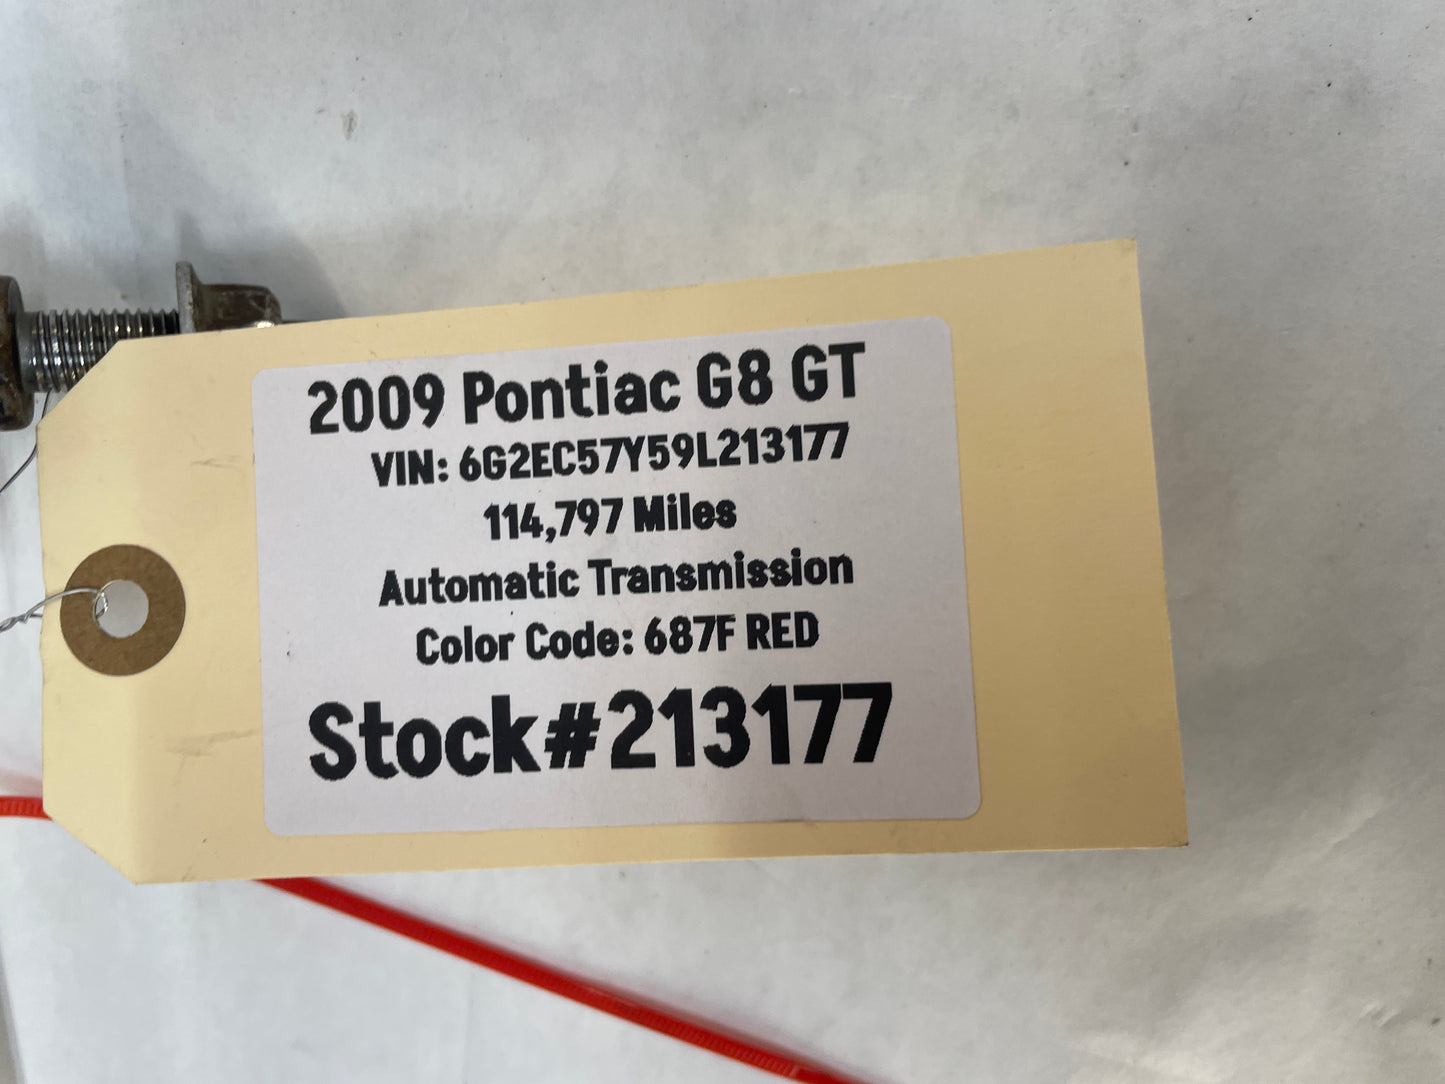 2009 Pontiac G8 GT
VIN: 6G2EC57Y59L213177
114,797 Miles
Automatic Transmission
Color Code: 687F RED
Stock#213177